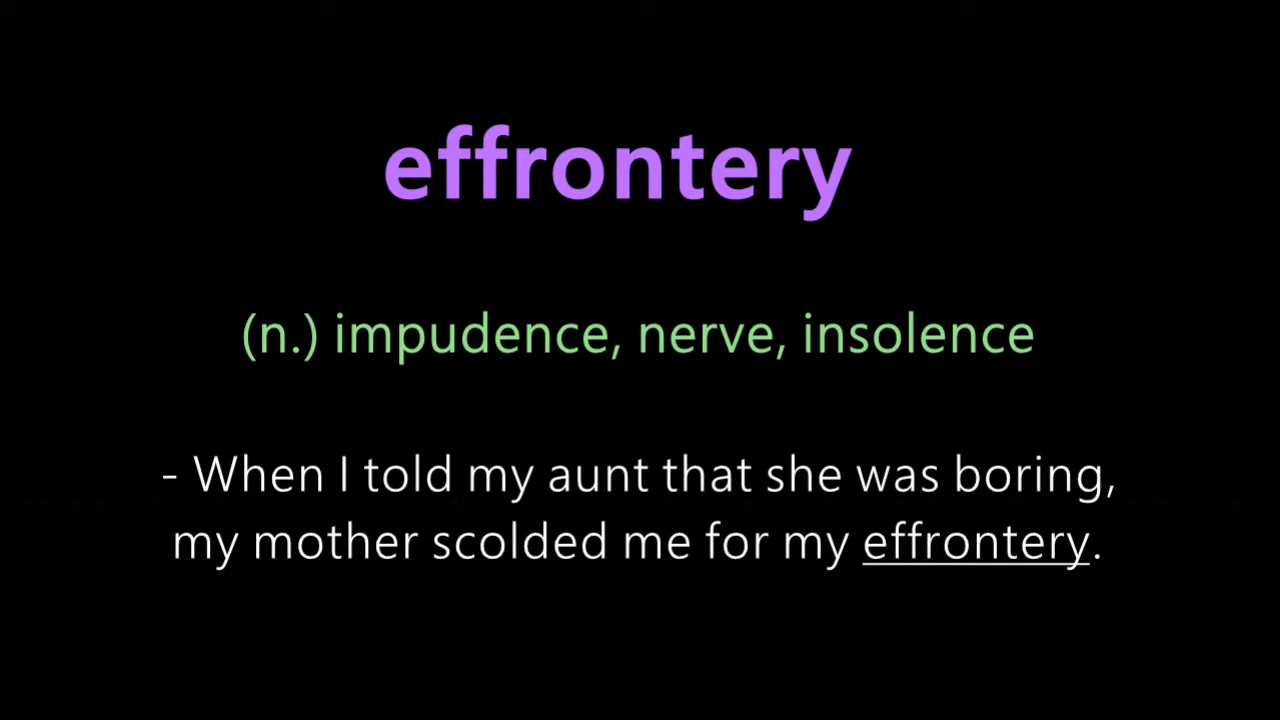 effrontery
(n.) impudence, nerve, insolence
- When I told my aunt that she was boring,
my mother scolded me for my effrontery.